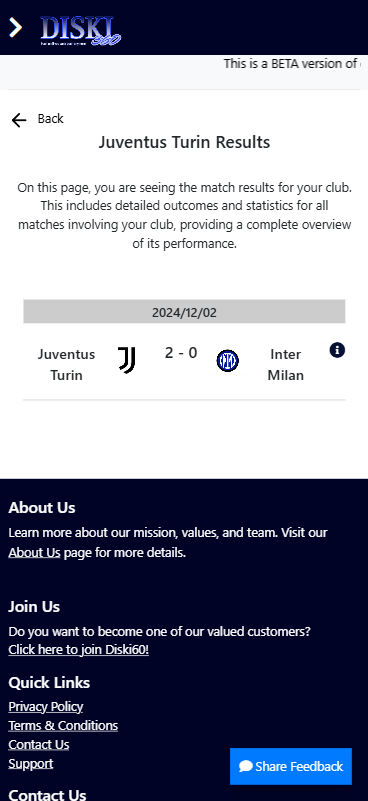 DISKI
360
This is a BETA version of
Back
Juventus Turin Results
On this page, you are seeing the match results for your club.
This includes detailed outcomes and statistics for all
matches involving your club, providing a complete overview
of its performance.
2024/12/02
Juventus
Turin
2 - 0
Inter
Milan
About Us
Learn more about our mission, values, and team. Visit our
About Us page for more details.
Join Us
Do you want to become one of our valued customers?
Click here to join Diski60!
Quick Links
Privacy Policy
Terms & Conditions
Contact Us
Support
Share Feedback
Contact Us